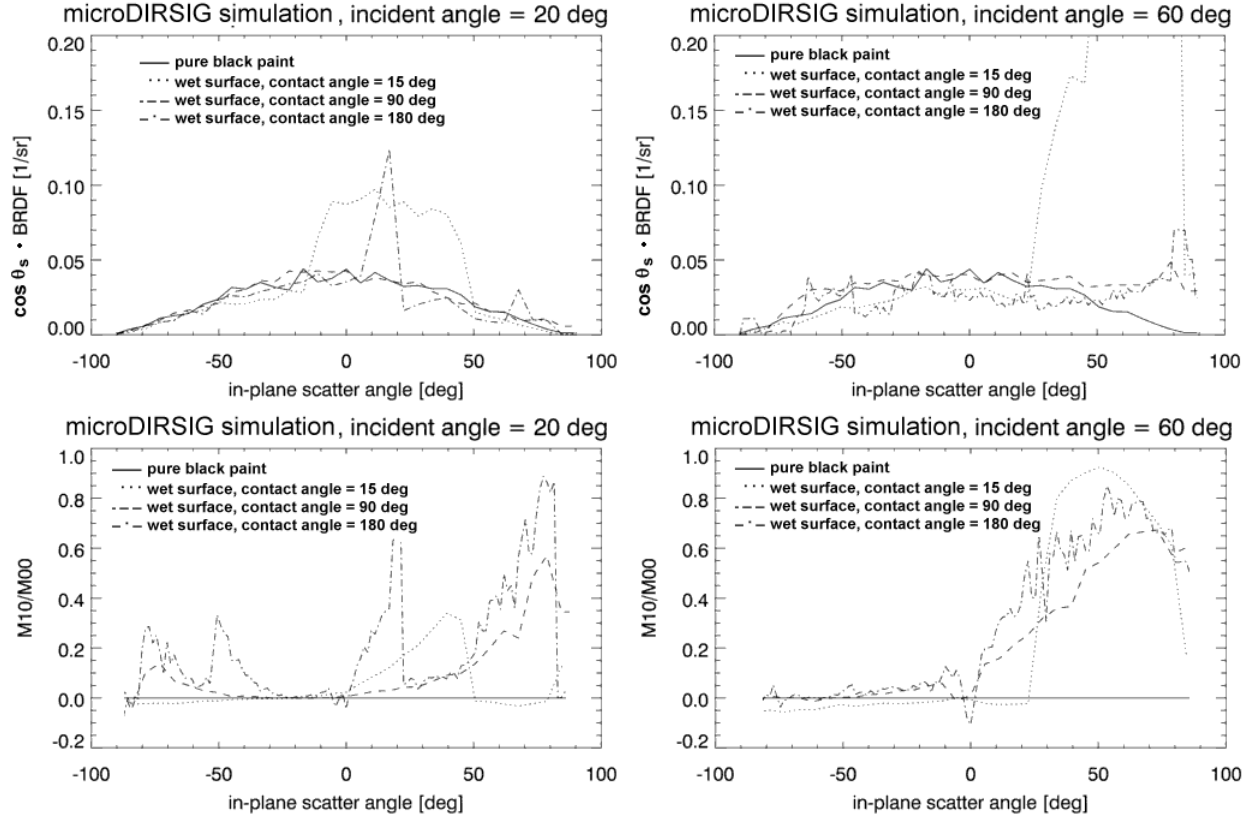 microDIRSIG simulation, incident angle = 20 deg
0.20
0.15
0.10
0.05
0.00
cos θs • BRDF [1/sr]
pure black paint
wet surface, contact angle = 15 deg
wet surface, contact angle = 90 deg
wet surface, contact angle = 180 deg
-100 -50 0 50 100
in-plane scatter angle [deg]
microDIRSIG simulation, incident angle = 60 deg
0.20
0.15
0.10
0.05
0.00
cos θs • BRDF [1/sr]
pure black paint
wet surface, contact angle = 15 deg
wet surface, contact angle = 90 deg
wet surface, contact angle = 180 deg
-100 -50 0 50 100
in-plane scatter angle [deg]
microDIRSIG simulation, incident angle = 20 deg
1.0
0.8
0.6
0.4
0.2
0.0
-0.2
M10/M00
pure black paint
wet surface, contact angle = 15 deg
wet surface, contact angle = 90 deg
wet surface, contact angle = 180 deg
-100 -50 0 50 100
in-plane scatter angle [deg]
microDIRSIG simulation, incident angle = 60 deg
1.0
0.8
0.6
0.4
0.2
0.0
-0.2
M10/M00
pure black paint
wet surface, contact angle = 15 deg
wet surface, contact angle = 90 deg
wet surface, contact angle = 180 deg
-100 -50 0 50 100
in-plane scatter angle [deg]